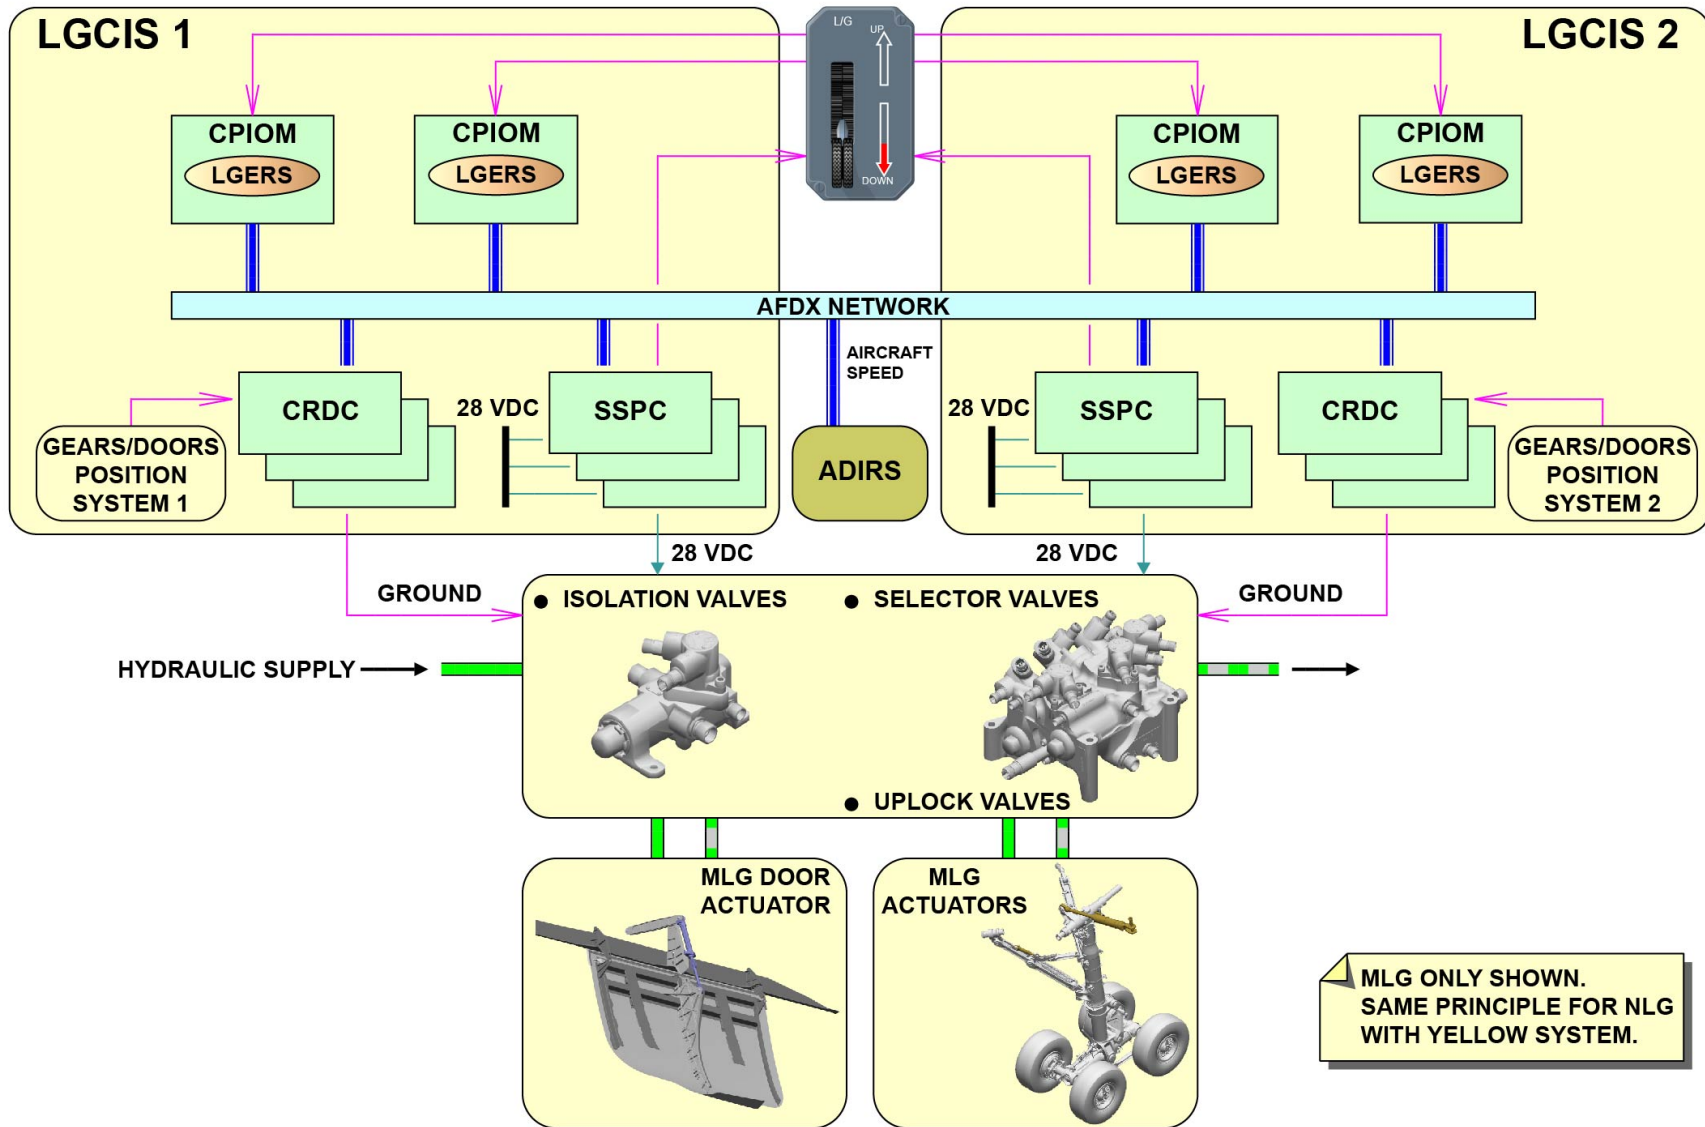 LGCIS 1
L/G
UP
DOWN
LGCIS 2
CPIOM
LGERS
CPIOM
LGERS
CPIOM
LGERS
CPIOM
LGERS
AFDX NETWORK
AIRCRAFT
SPEED
CRDC
28 VDC
SSPC
28 VDC
SSPC
CRDC
GEARS/DOORS
POSITION
SYSTEM 1
ADIRS
GEARS/DOORS
POSITION
SYSTEM 2
28 VDC
28 VDC
GROUND
GROUND
● ISOLATION VALVES
● SELECTOR VALVES
HYDRAULIC SUPPLY
● UPLOCK VALVES
MLG DOOR
ACTUATOR
MLG
ACTUATORS
MLG ONLY SHOWN.
SAME PRINCIPLE FOR NLG
WITH YELLOW SYSTEM.